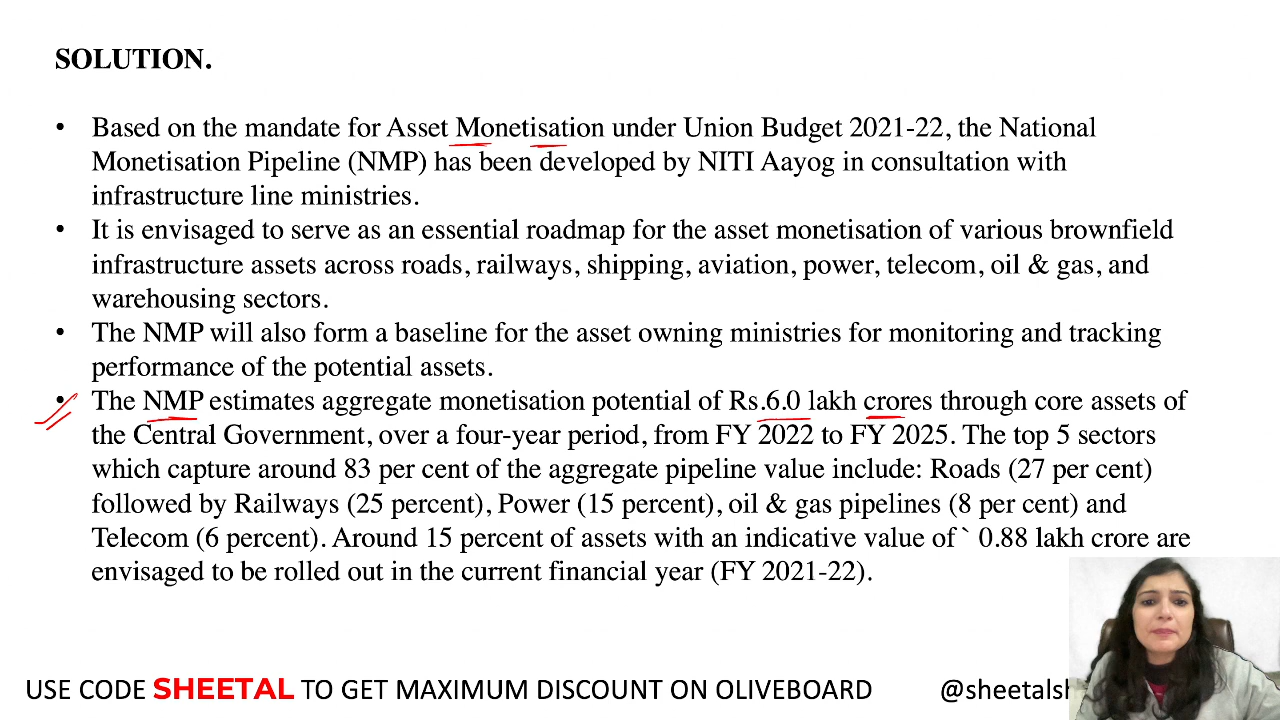 SOLUTION.
• Based on the mandate for Asset Monetisation under Union Budget 2021-22, the National
Monetisation Pipeline (NMP) has been developed by NITI Aayog in consultation with
infrastructure line ministries.
• It is envisaged to serve as an essential roadmap for the asset monetisation of various brownfield
infrastructure assets across roads, railways, shipping, aviation, power, telecom, oil & gas, and
warehousing sectors.
• The NMP will also form a baseline for the asset owning ministries for monitoring and tracking
performance of the potential assets.
• The NMP estimates aggregate monetisation potential of Rs.6.0 lakh crores through core assets of
the Central Government, over a four-year period, from FY 2022 to FY 2025. The top 5 sectors
which capture around 83 per cent of the aggregate pipeline value include: Roads (27 per cent)
followed by Railways (25 percent), Power (15 percent), oil & gas pipelines (8 per cent) and
Telecom (6 percent). Around 15 percent of assets with an indicative value of ` 0.88 lakh crore are
envisaged to be rolled out in the current financial year (FY 2021-22).
USE CODE SHEETAL TO GET MAXIMUM DISCOUNT ON OLIVEBOARD